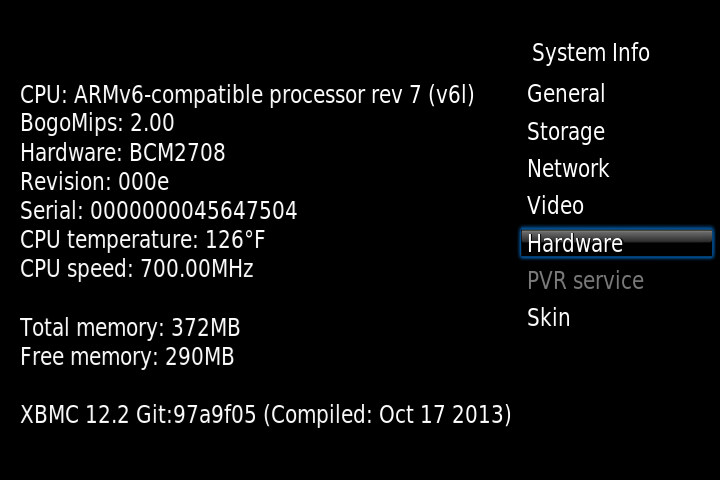 System Info
CPU: ARMv6-compatible processor rev 7 (v6l)
BogoMips: 2.00
Hardware: BCM2708
Revision: 000e
Serial: 0000000045647504
CPU temperature: 126°F
CPU speed: 700.00MHz
Total memory: 372MB
Free memory: 290MB
XBMC 12.2 Git:97a9f05 (Compiled: Oct 17 2013)
General
Storage
Network
Video
Hardware
PVR service
Skin